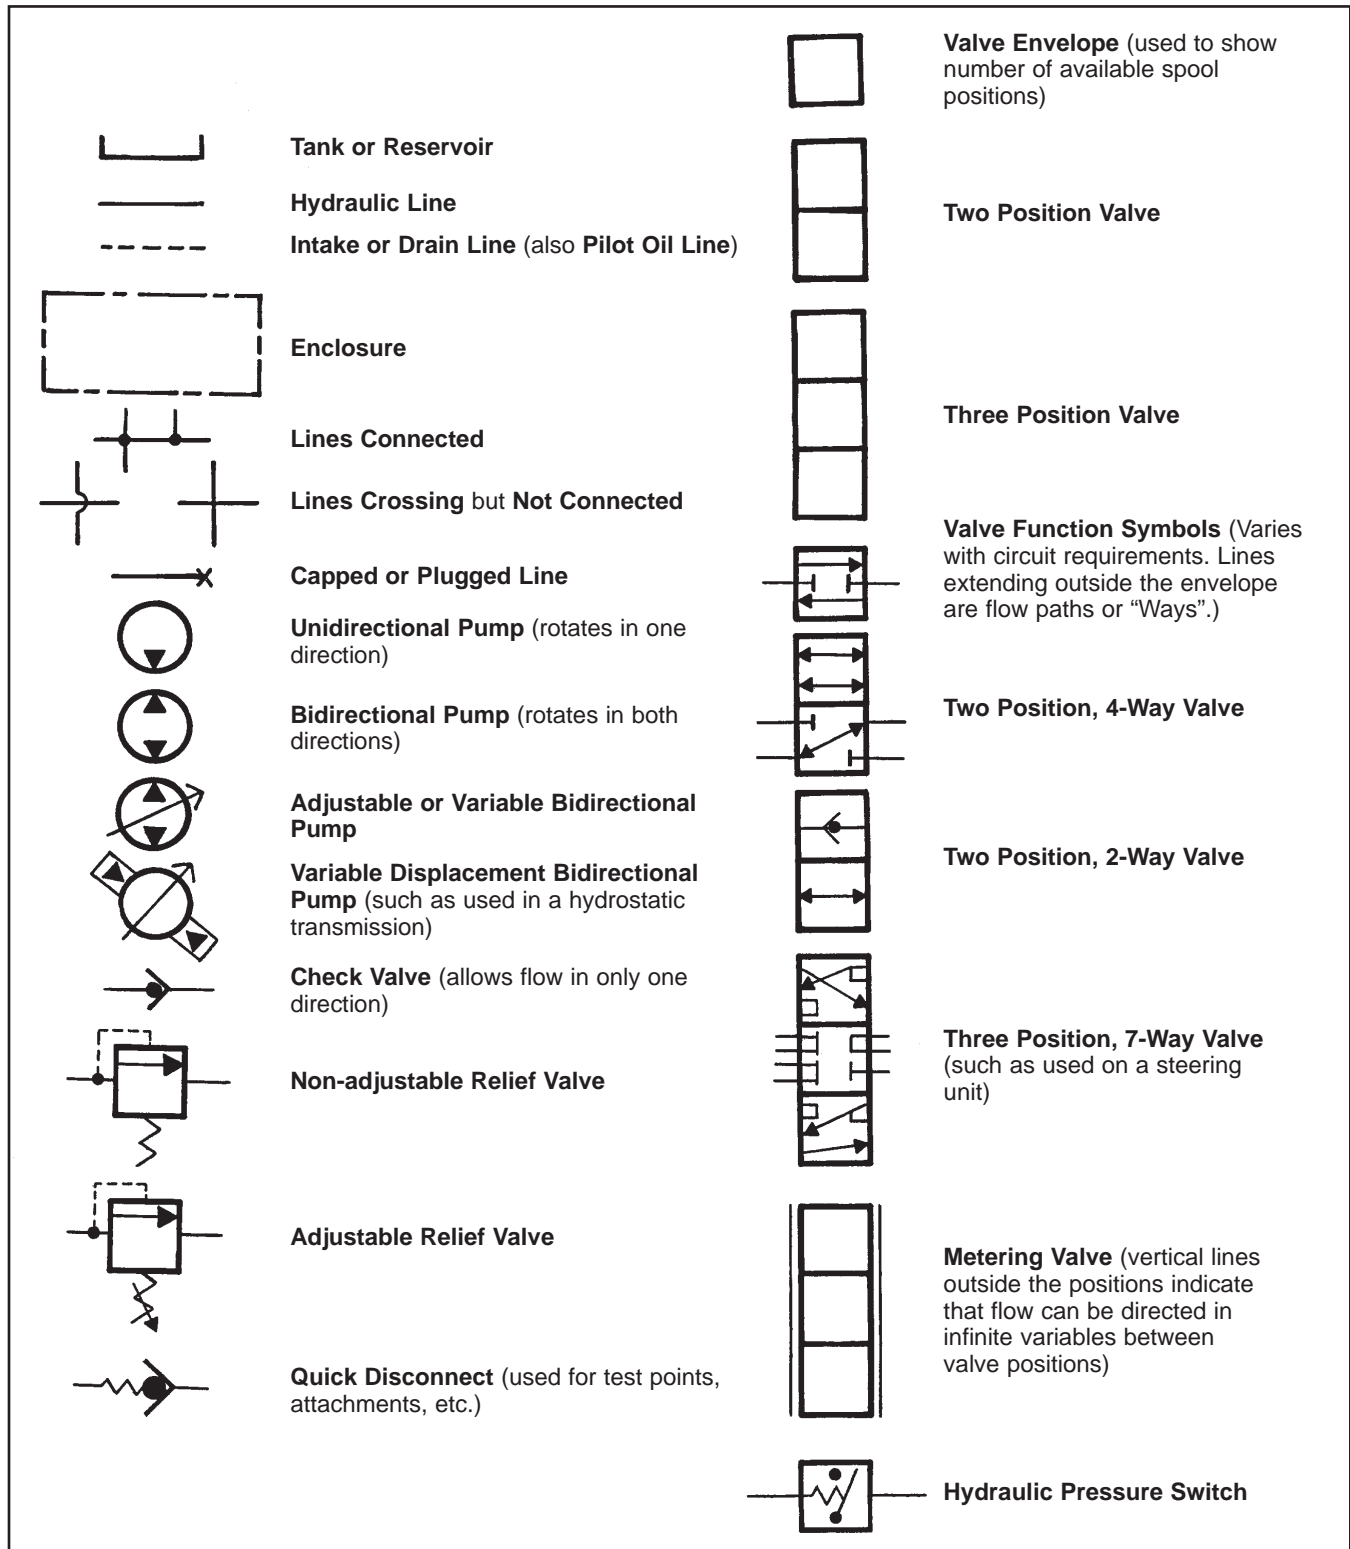 Tank or Reservoir
Hydraulic Line
Intake or Drain Line (also Pilot Oil Line)
Enclosure
Lines Connected
Lines Crossing but Not Connected
Capped or Plugged Line
Unidirectional Pump (rotates in one
direction)
Bidirectional Pump (rotates in both
directions)
Adjustable or Variable Bidirectional
Pump
Variable Displacement Bidirectional
Pump (such as used in a hydrostatic
transmission)
Check Valve (allows flow in only one
direction)
Non-adjustable Relief Valve
Adjustable Relief Valve
Quick Disconnect (used for test points,
attachments, etc.)
Valve Envelope (used to show
number of available spool
positions)
Two Position Valve
Three Position Valve
Valve Function Symbols (Varies
with circuit requirements. Lines
extending outside the envelope
are flow paths or “Ways”.)
Two Position, 4-Way Valve
Two Position, 2-Way Valve
Three Position, 7-Way Valve
(such as used on a steering
unit)
Metering Valve (vertical lines
outside the positions indicate
that flow can be directed in
infinite variables between
valve positions)
Hydraulic Pressure Switch